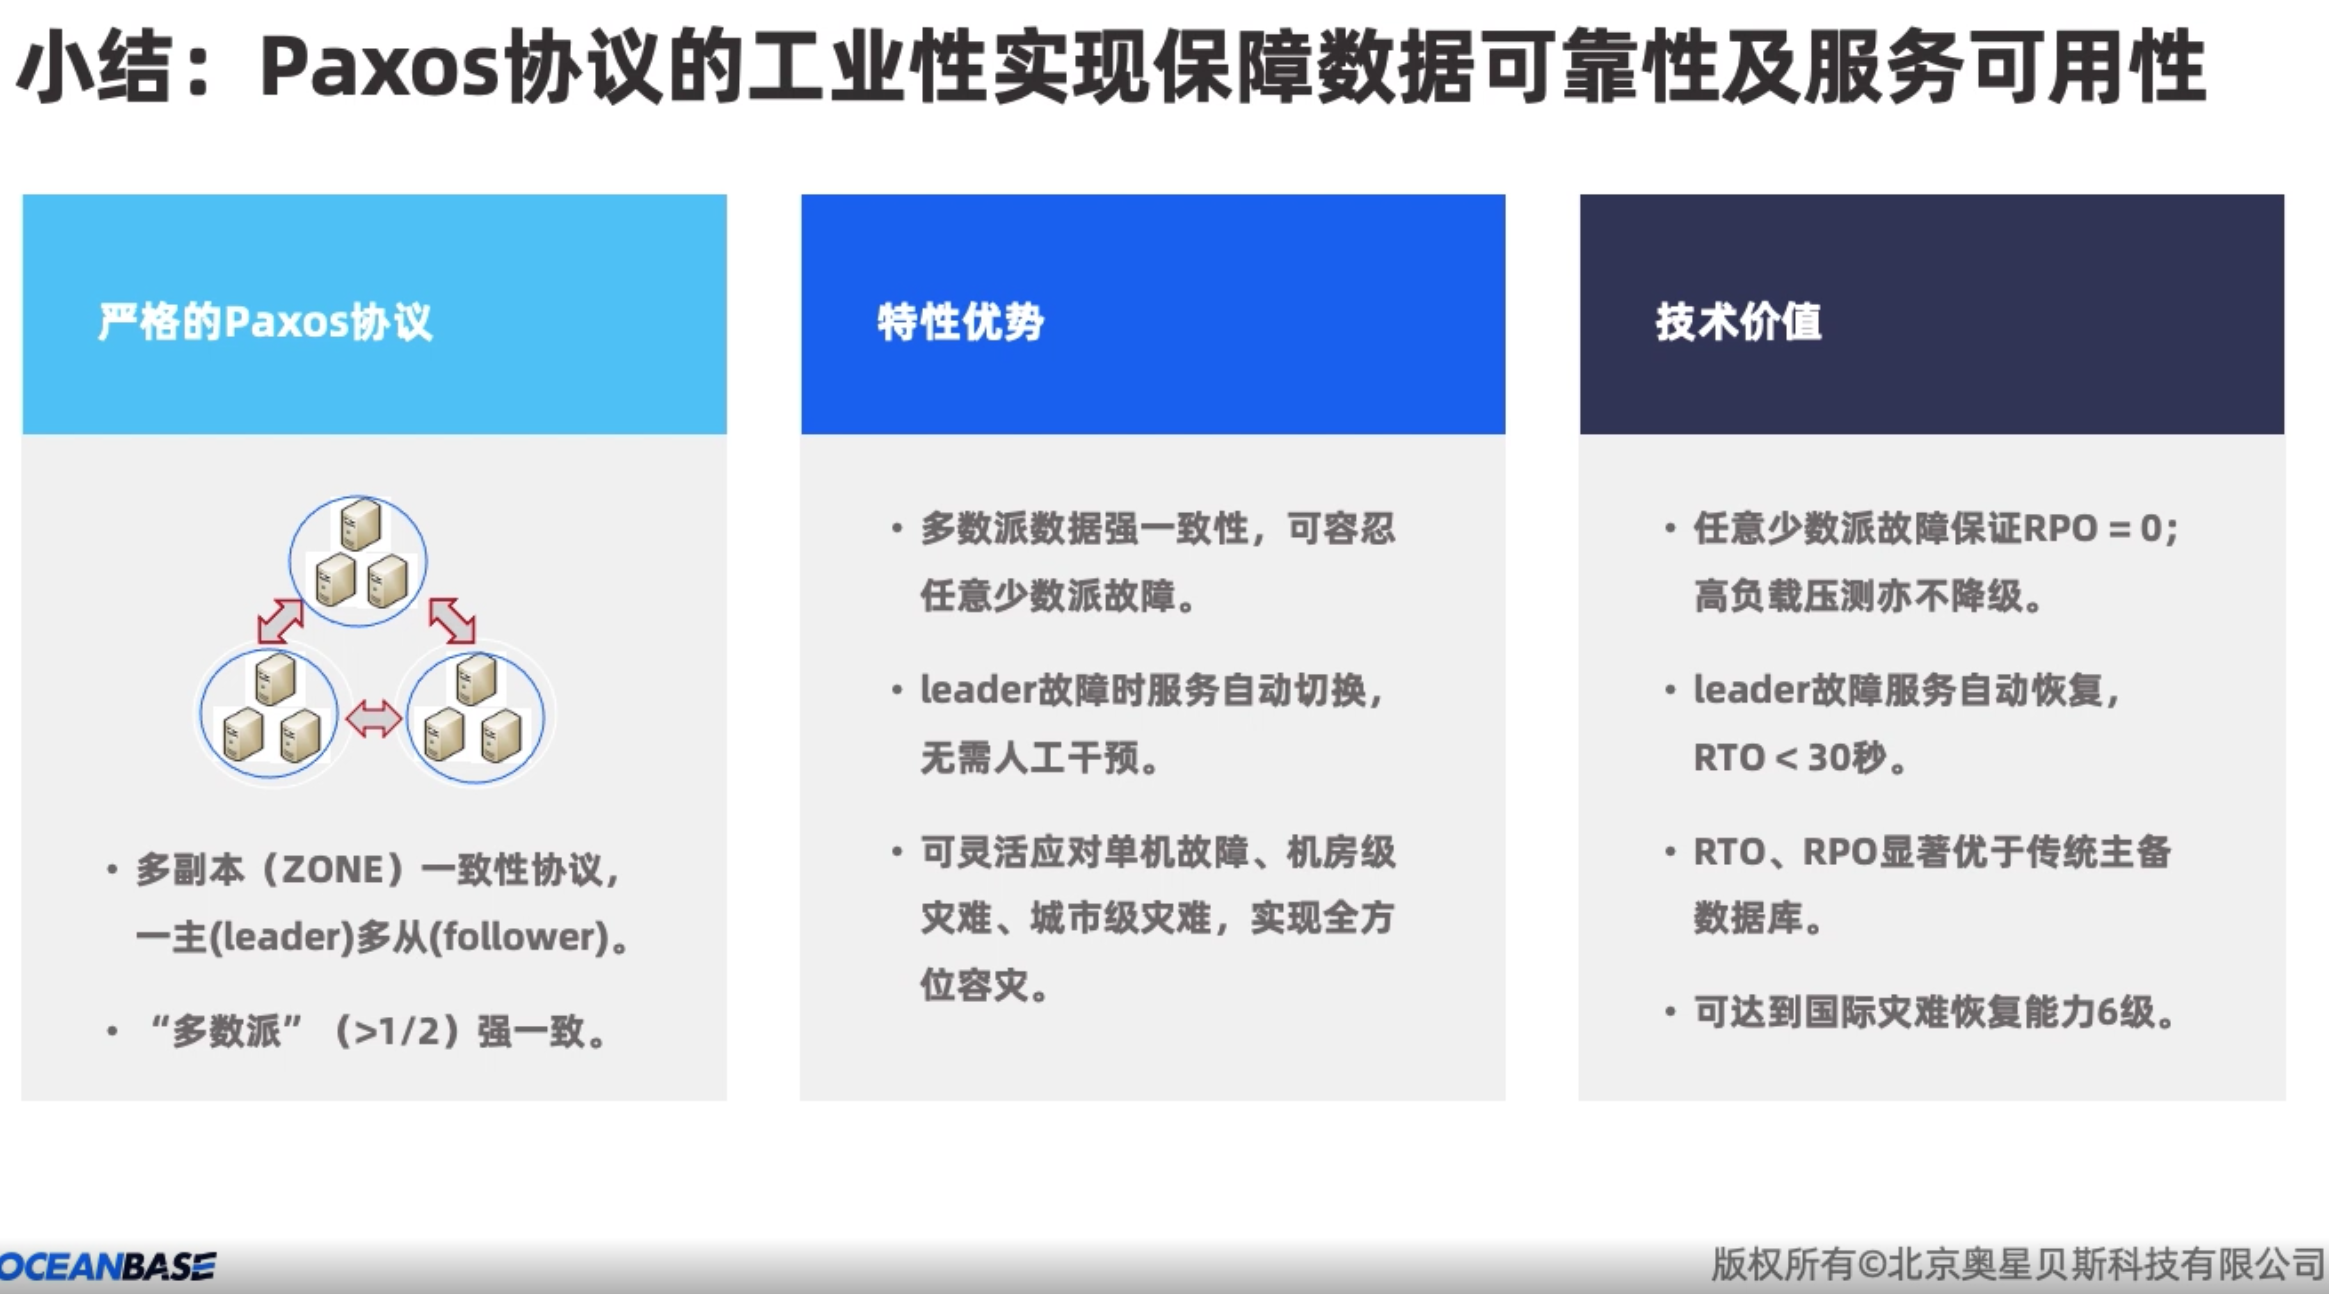 小结：Paxos协议的工业性实现保障数据可靠性及服务可用性
严格的Paxos协议
• 多副本（ZONE）一致性协议，
一主(leader)多从(follower)。
• “多数派”（>1/2）强一致。
特性优势
• 多数派数据强一致性，可容忍
任意少数派故障。
• leader故障时服务自动切换，
无需人工干预。
• 可灵活应对单机故障、机房级
灾难、城市级灾难，实现全方
位容灾。
技术价值
• 任意少数派故障保证RPO = 0；
高负载压测亦不降级。
• leader故障服务自动恢复，
RTO < 30秒。
• RTO、RPO显著优于传统主备
数据库。
• 可达到国际灾难恢复能力6级。
OCEANBASE
版权所有©北京奥星贝斯科技有限公司